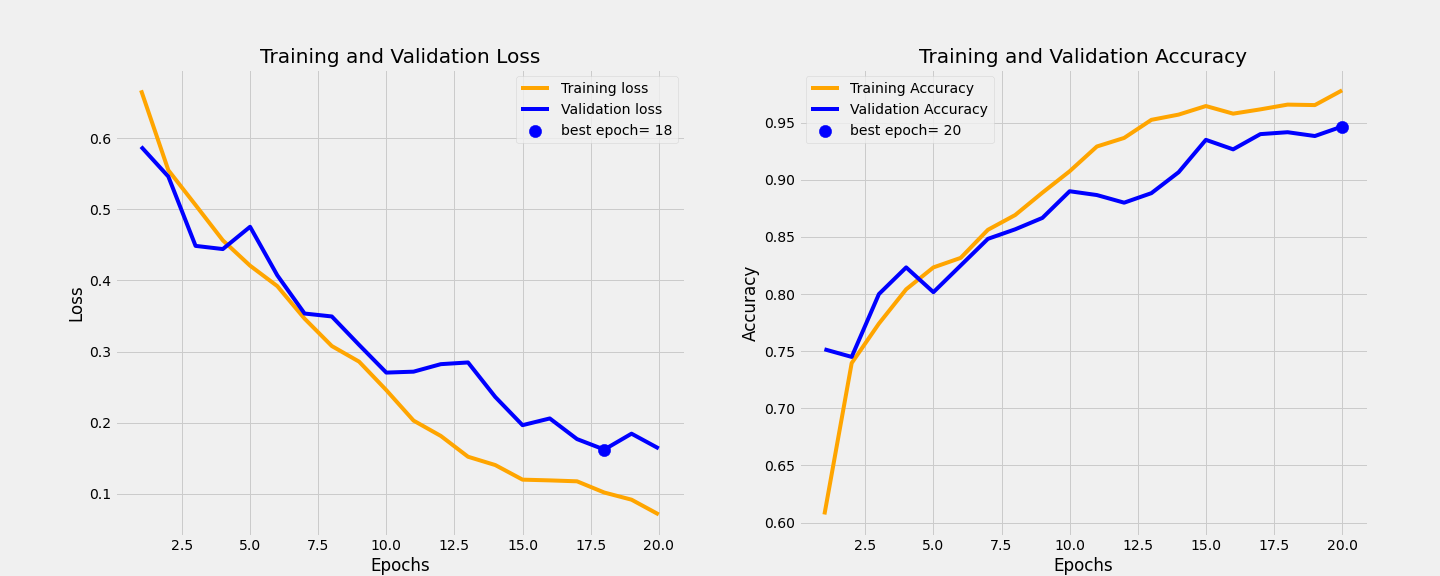 Training and Validation Loss
Training loss
Validation loss
best epoch= 18
0.6
0.5
0.4
0.3
0.2
0.1
Loss
2.5 5.0 7.5 10.0 12.5 15.0 17.5 20.0
Epochs
Training and Validation Accuracy
Training Accuracy
Validation Accuracy
best epoch= 20
0.95
0.90
0.85
0.80
0.75
0.70
0.65
0.60
Accuracy
2.5 5.0 7.5 10.0 12.5 15.0 17.5 20.0
Epochs